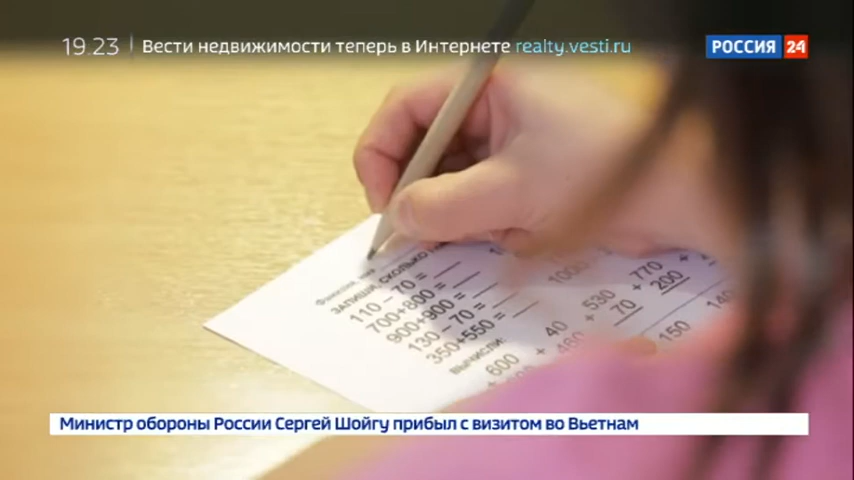 19.23 Вести недвижимости теперь в Интернете realty.vesti.ru
РОССИЯ 24
ЗАПИШИ, СКОЛЬКО
110 – 70 =
700+800 =
900+900 =
130 – 70 =
350+550 =
ВЫЧИСЛИ:
600 + 40 + 530 + 770
70 200
150 140
1000
Министр обороны России Сергей Шойгу прибыл с визитом во Вьетнам